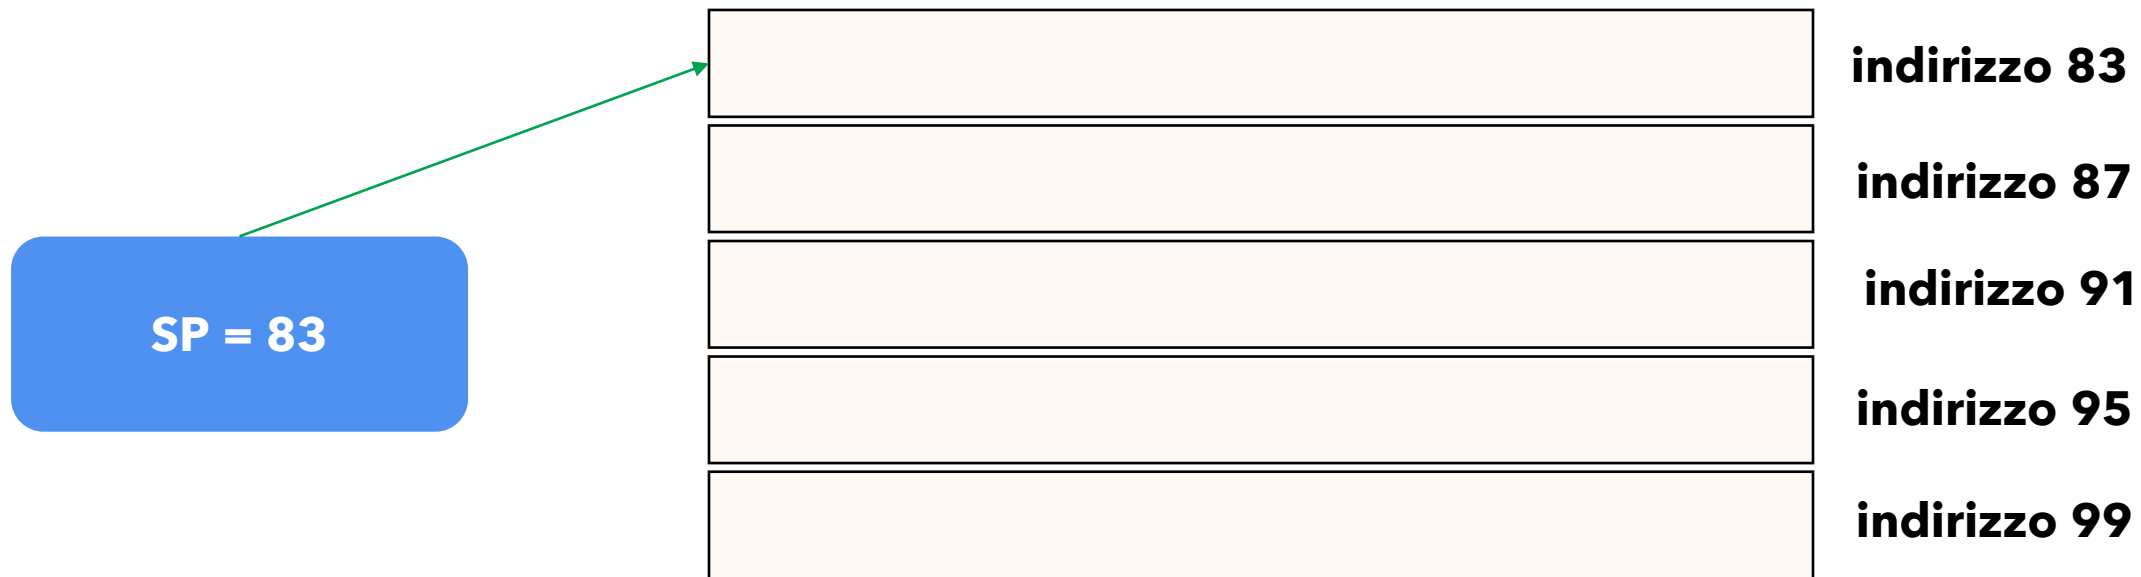 indirizzo 83
indirizzo 87
indirizzo 91
SP = 83
indirizzo 95
indirizzo 99